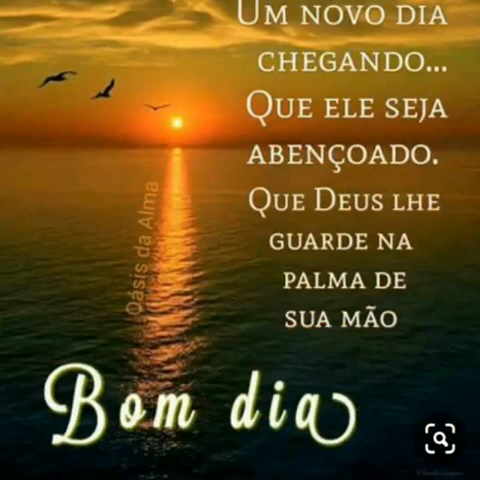 Um novo dia
chegando...
Que ele seja
abençoado.
Que Deus lhe
guarde na
palma de
sua mão
Oásis da Alma
Bom dia